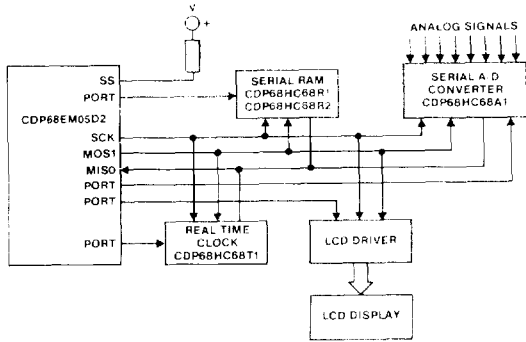 V
+
ANALOG SIGNALS
SS
PORT
CDP68EM05D2
SCK
MOS1
MISO
PORT
PORT
PORT
SERIAL RAM
CDP68HC68R1
CDP68HC68R2
SERIAL A/D
CONVERTER
CDP68HC68A1
REAL TIME
CLOCK
CDP68HC68T1
LCD DRIVER
LCD DISPLAY